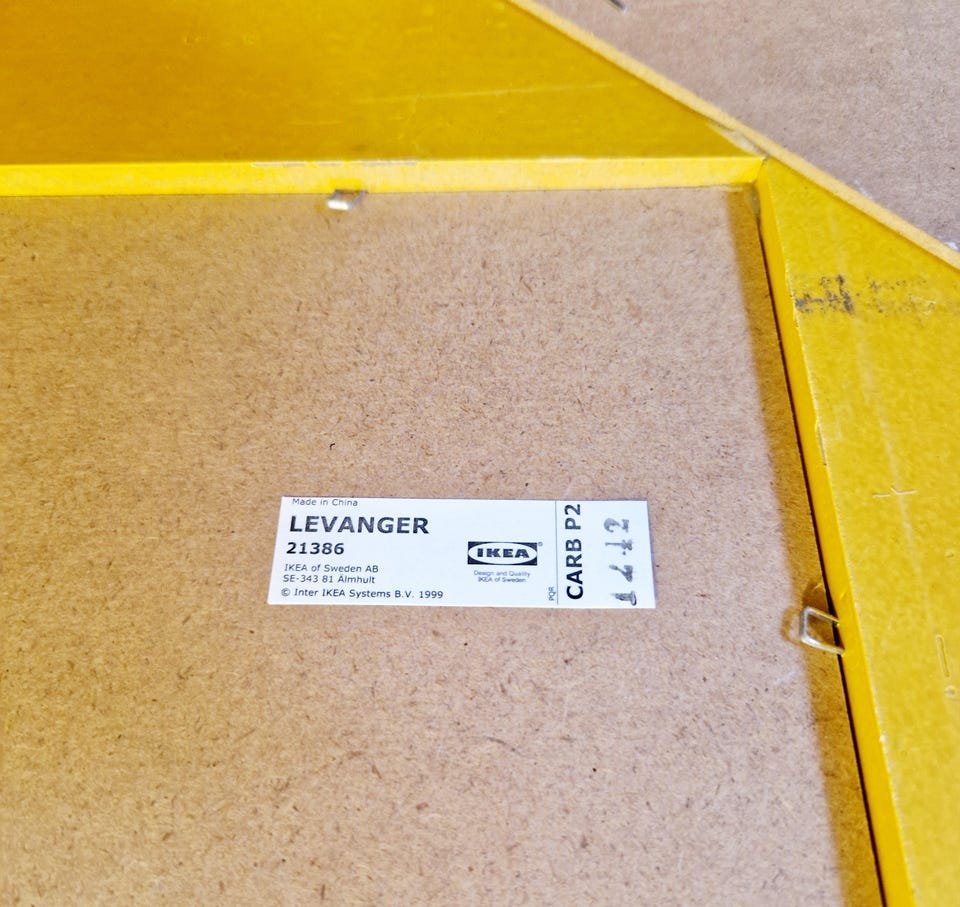 Made in China
LEVANGER
21386
IKEA of Sweden AB
SE-343 81 Älmhult
© Inter IKEA Systems B.V. 1999
IKEA®
Design and Quality
IKEA of Sweden
PQR
CARB P2